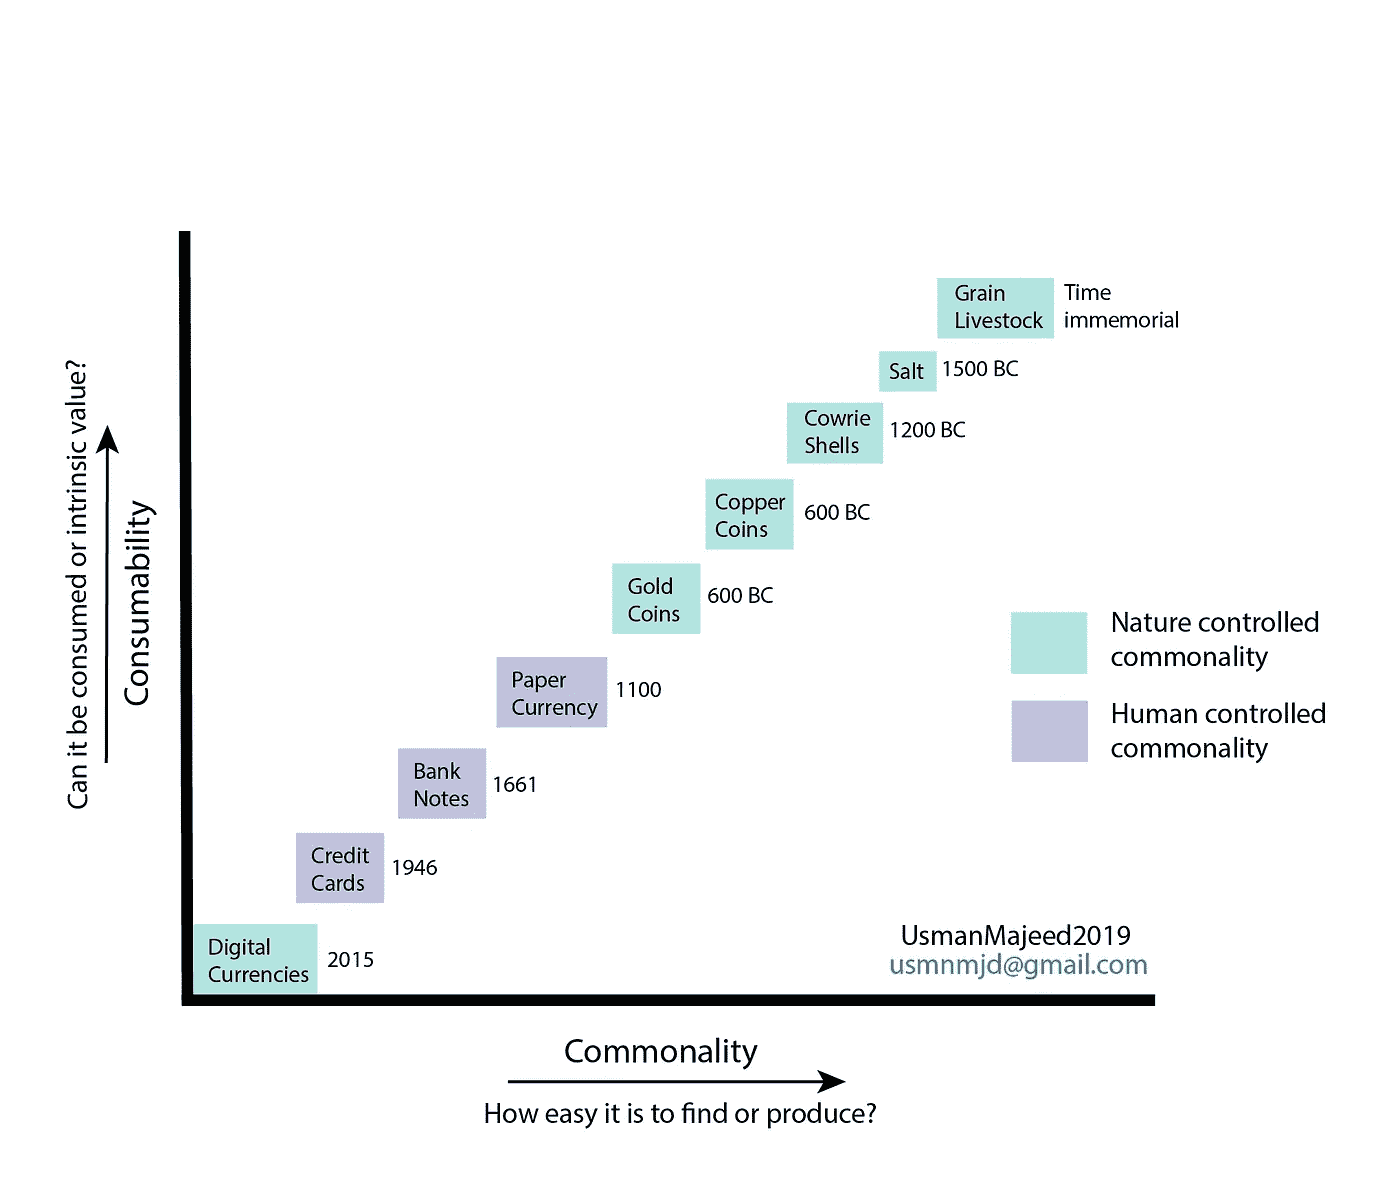 Grain
Livestock
Time
immemorial
Salt
1500 BC
Cowrie
Shells
1200 BC
Copper
Coins
600 BC
Gold
Coins
600 BC
Paper
Currency
1100
Bank
Notes
1661
Credit
Cards
1946
Digital
Currencies
2015
Can it be consumed or intrinsic value?
Consumability
Nature controlled
commonality
Human controlled
commonality
UsmanMajeed2019
usmnmjd@gmail.com
Commonality
How easy it is to find or produce?